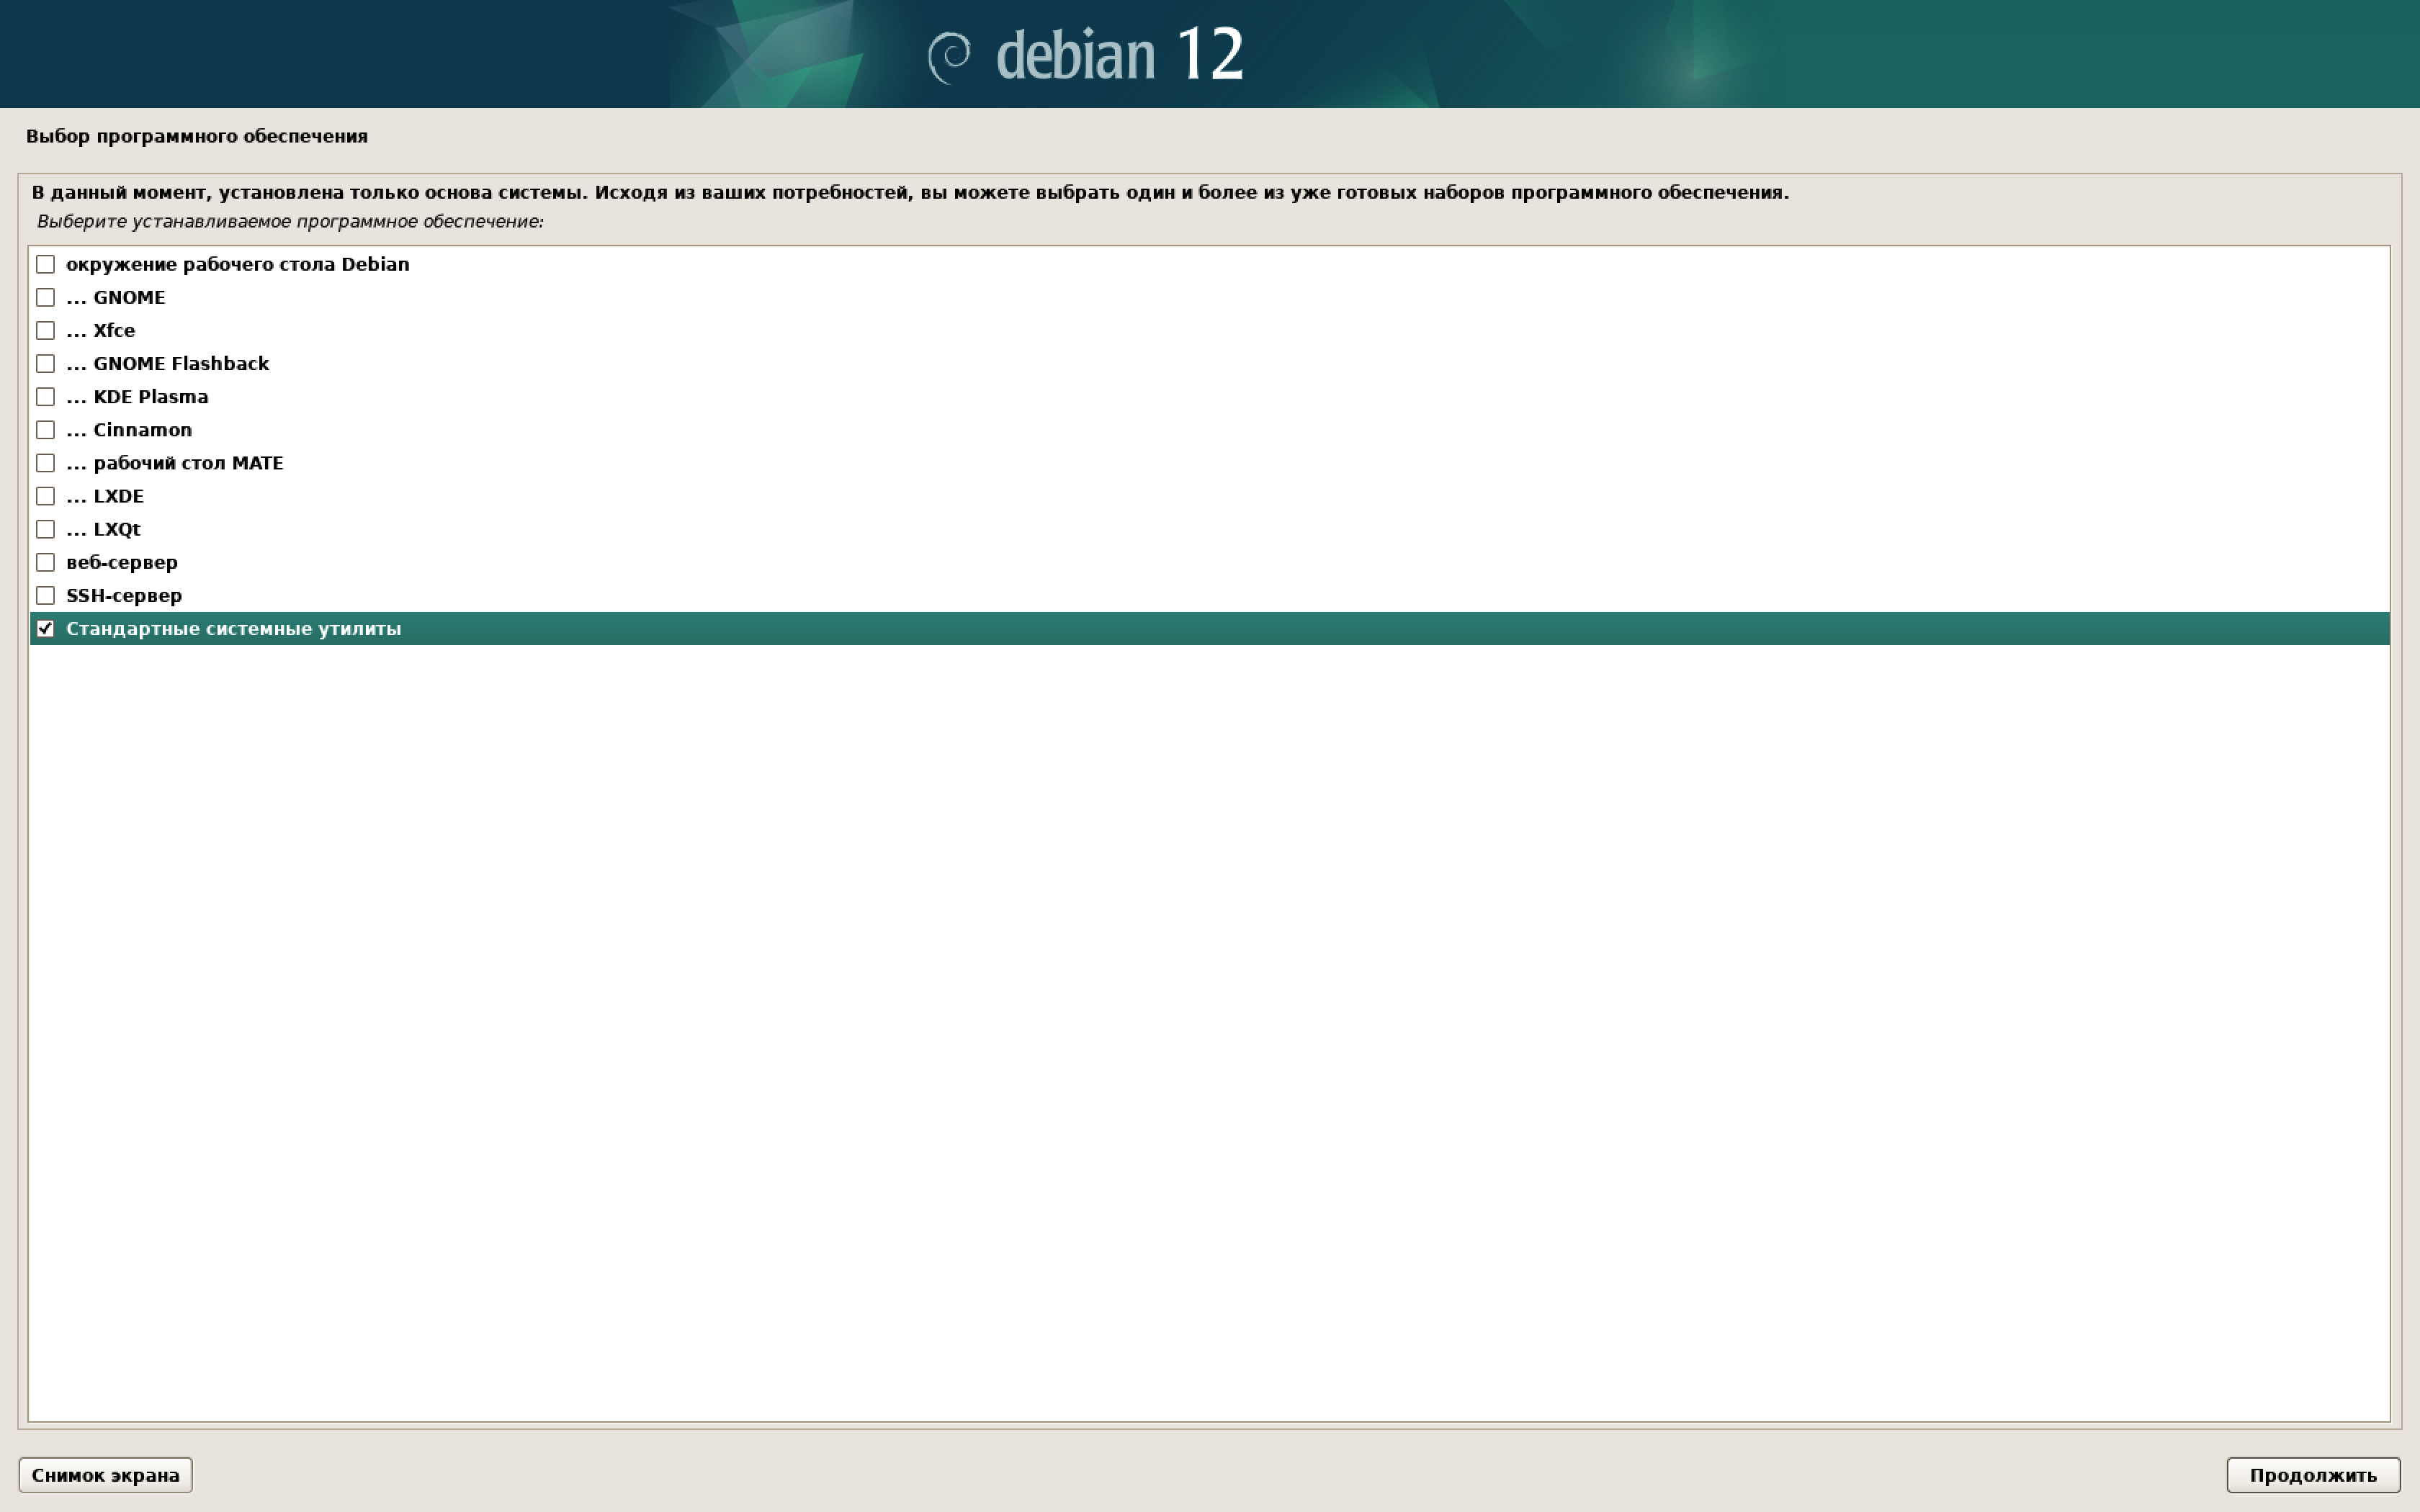 debian 12
Выбор программного обеспечения
В данный момент, установлена только основа системы. Исходя из ваших потребностей, вы можете выбрать один и более из уже готовых наборов программного обеспечения.
Выберите устанавливаемое программное обеспечение:
окружение рабочего стола Debian
... GNOME
... Xfce
... GNOME Flashback
... KDE Plasma
... Cinnamon
... рабочий стол MATE
... LXDE
... LXQt
веб-сервер
SSH-сервер
Стандартные системные утилиты
Снимок экрана
Продолжить